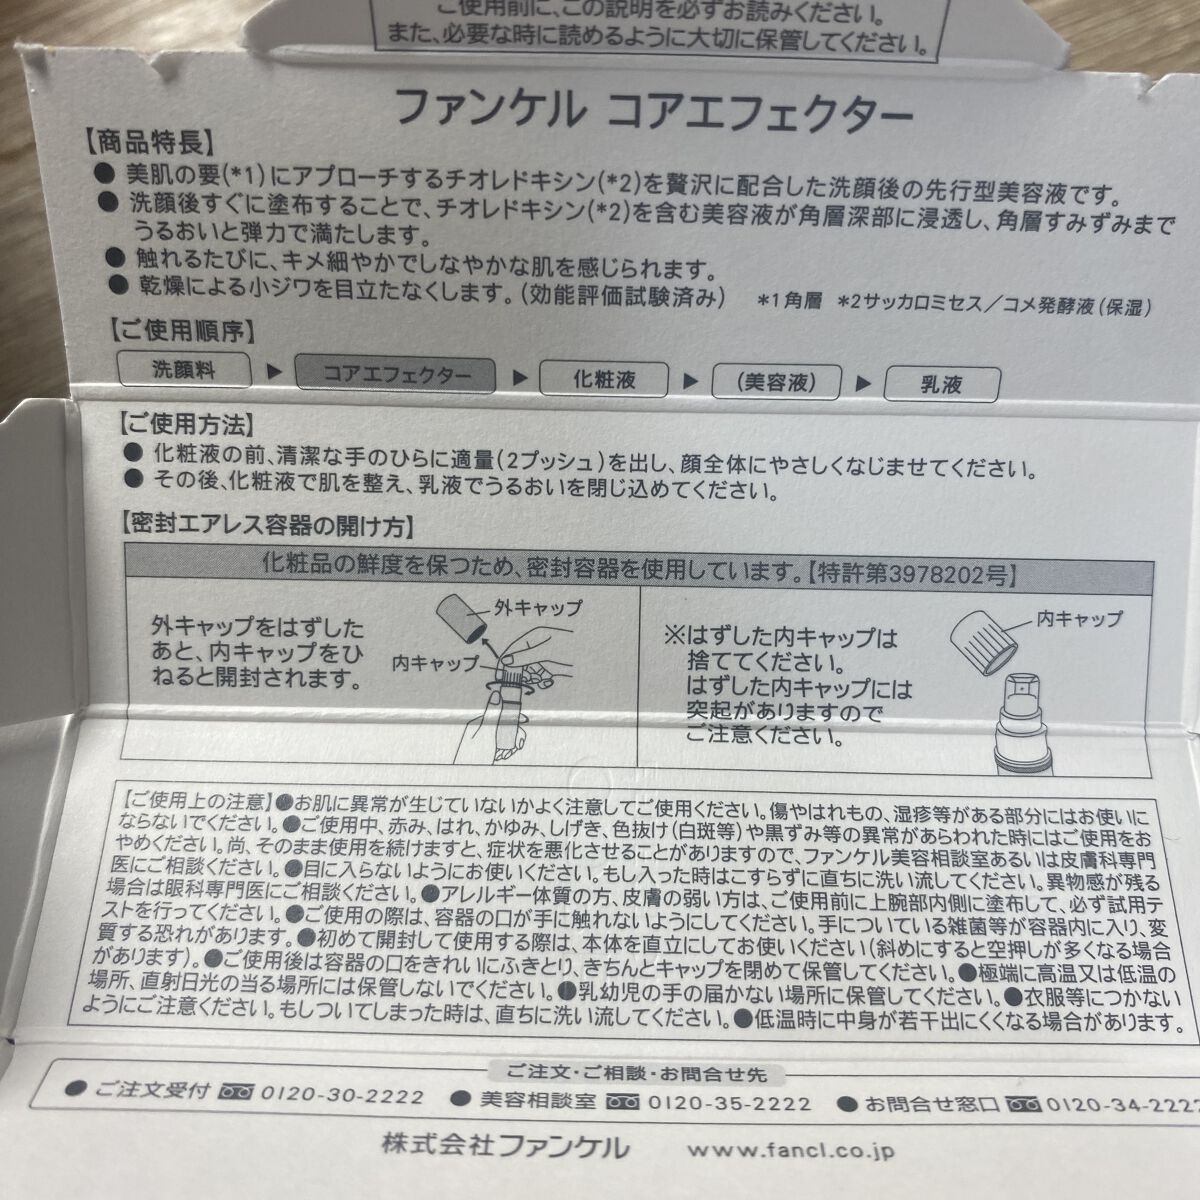 ご使用前に、この説明を必ずお読みください。
また、必要な時に読めるように大切に保管してください。
ファンケル コアエフェクター
【商品特長】
● 美肌の要(*1)にアプローチするチオレドキシン(*2)を贅沢に配合した洗顔後の先行型美容液です。
● 洗顔後すぐに塗布することで、チオレドキシン(*2)を含む美容液が角層深部に浸透し、角層すみずみまで
うるおいと弾力で満たします。
● 触れるたびに、キメ細やかでしなやかな肌を感じられます。
● 乾燥による小ジワを目立たなくします。(効能評価試験済み) *1角層 *2サッカロミセス／コメ発酵液(保湿)
【ご使用順序】
洗顔料 ▶ コアエフェクター ▶ 化粧液 ▶ (美容液) ▶ 乳液
【ご使用方法】
● 化粧液の前、清潔な手のひらに適量(2プッシュ)を出し、顔全体にやさしくなじませてください。
● その後、化粧液で肌を整え、乳液でうるおいを閉じ込めてください。
【密封エアレス容器の開け方】
化粧品の鮮度を保つため、密封容器を使用しています。【特許第3978202号】
外キャップをはずした
あと、内キャップをひ
ねると開封されます。
外キャップ
内キャップ
※はずした内キャップは
捨ててください。
はずした内キャップには
突起がありますので
ご注意ください。
内キャップ
【ご使用上の注意】●お肌に異常が生じていないかよく注意してご使用ください。傷やはれもの、湿疹等がある部分にはお使いに
ならないでください。●ご使用中、赤み、はれ、かゆみ、しげき、色抜け(白斑等)や黒ずみ等の異常があらわれた時にはご使用をお
やめください。尚、そのまま使用を続けますと、症状を悪化させることがありますので、ファンケル美容相談室あるいは皮膚科専門
医にご相談ください。●目に入らないようにお使いください。もし入った時はこすらずに直ちに洗い流してください。異物感が残る
場合は眼科専門医にご相談ください。●アレルギー体質の方、皮膚の弱い方は、ご使用前に上腕部内側に塗布して、必ず試用テ
ストを行ってください。●ご使用の際は、容器の口が手に触れないようにしてください。手についている雑菌等が容器内に入り、変
質する恐れがあります。●初めて開封して使用する際は、本体を直立にしてお使いください(斜めにすると空押しが多くなる場合
があります)。●ご使用後は容器の口をきれいにふきとり、きちんとキャップを閉めて保管してください。●極端に高温又は低温の
場所、直射日光の当る場所には保管しないでください。●乳幼児の手の届かない場所に保管してください。●衣服等につかない
ようにご注意ください。もしついてしまった時は、直ちに洗い流してください。●低温時に中身が若干出にくくなる場合があります。
ご注文・ご相談・お問合せ先
● ご注文受付 0120-30-2222 ● 美容相談室 0120-35-2222 ● お問合せ窓口 0120-34-2222
株式会社ファンケル www.fancl.co.jp